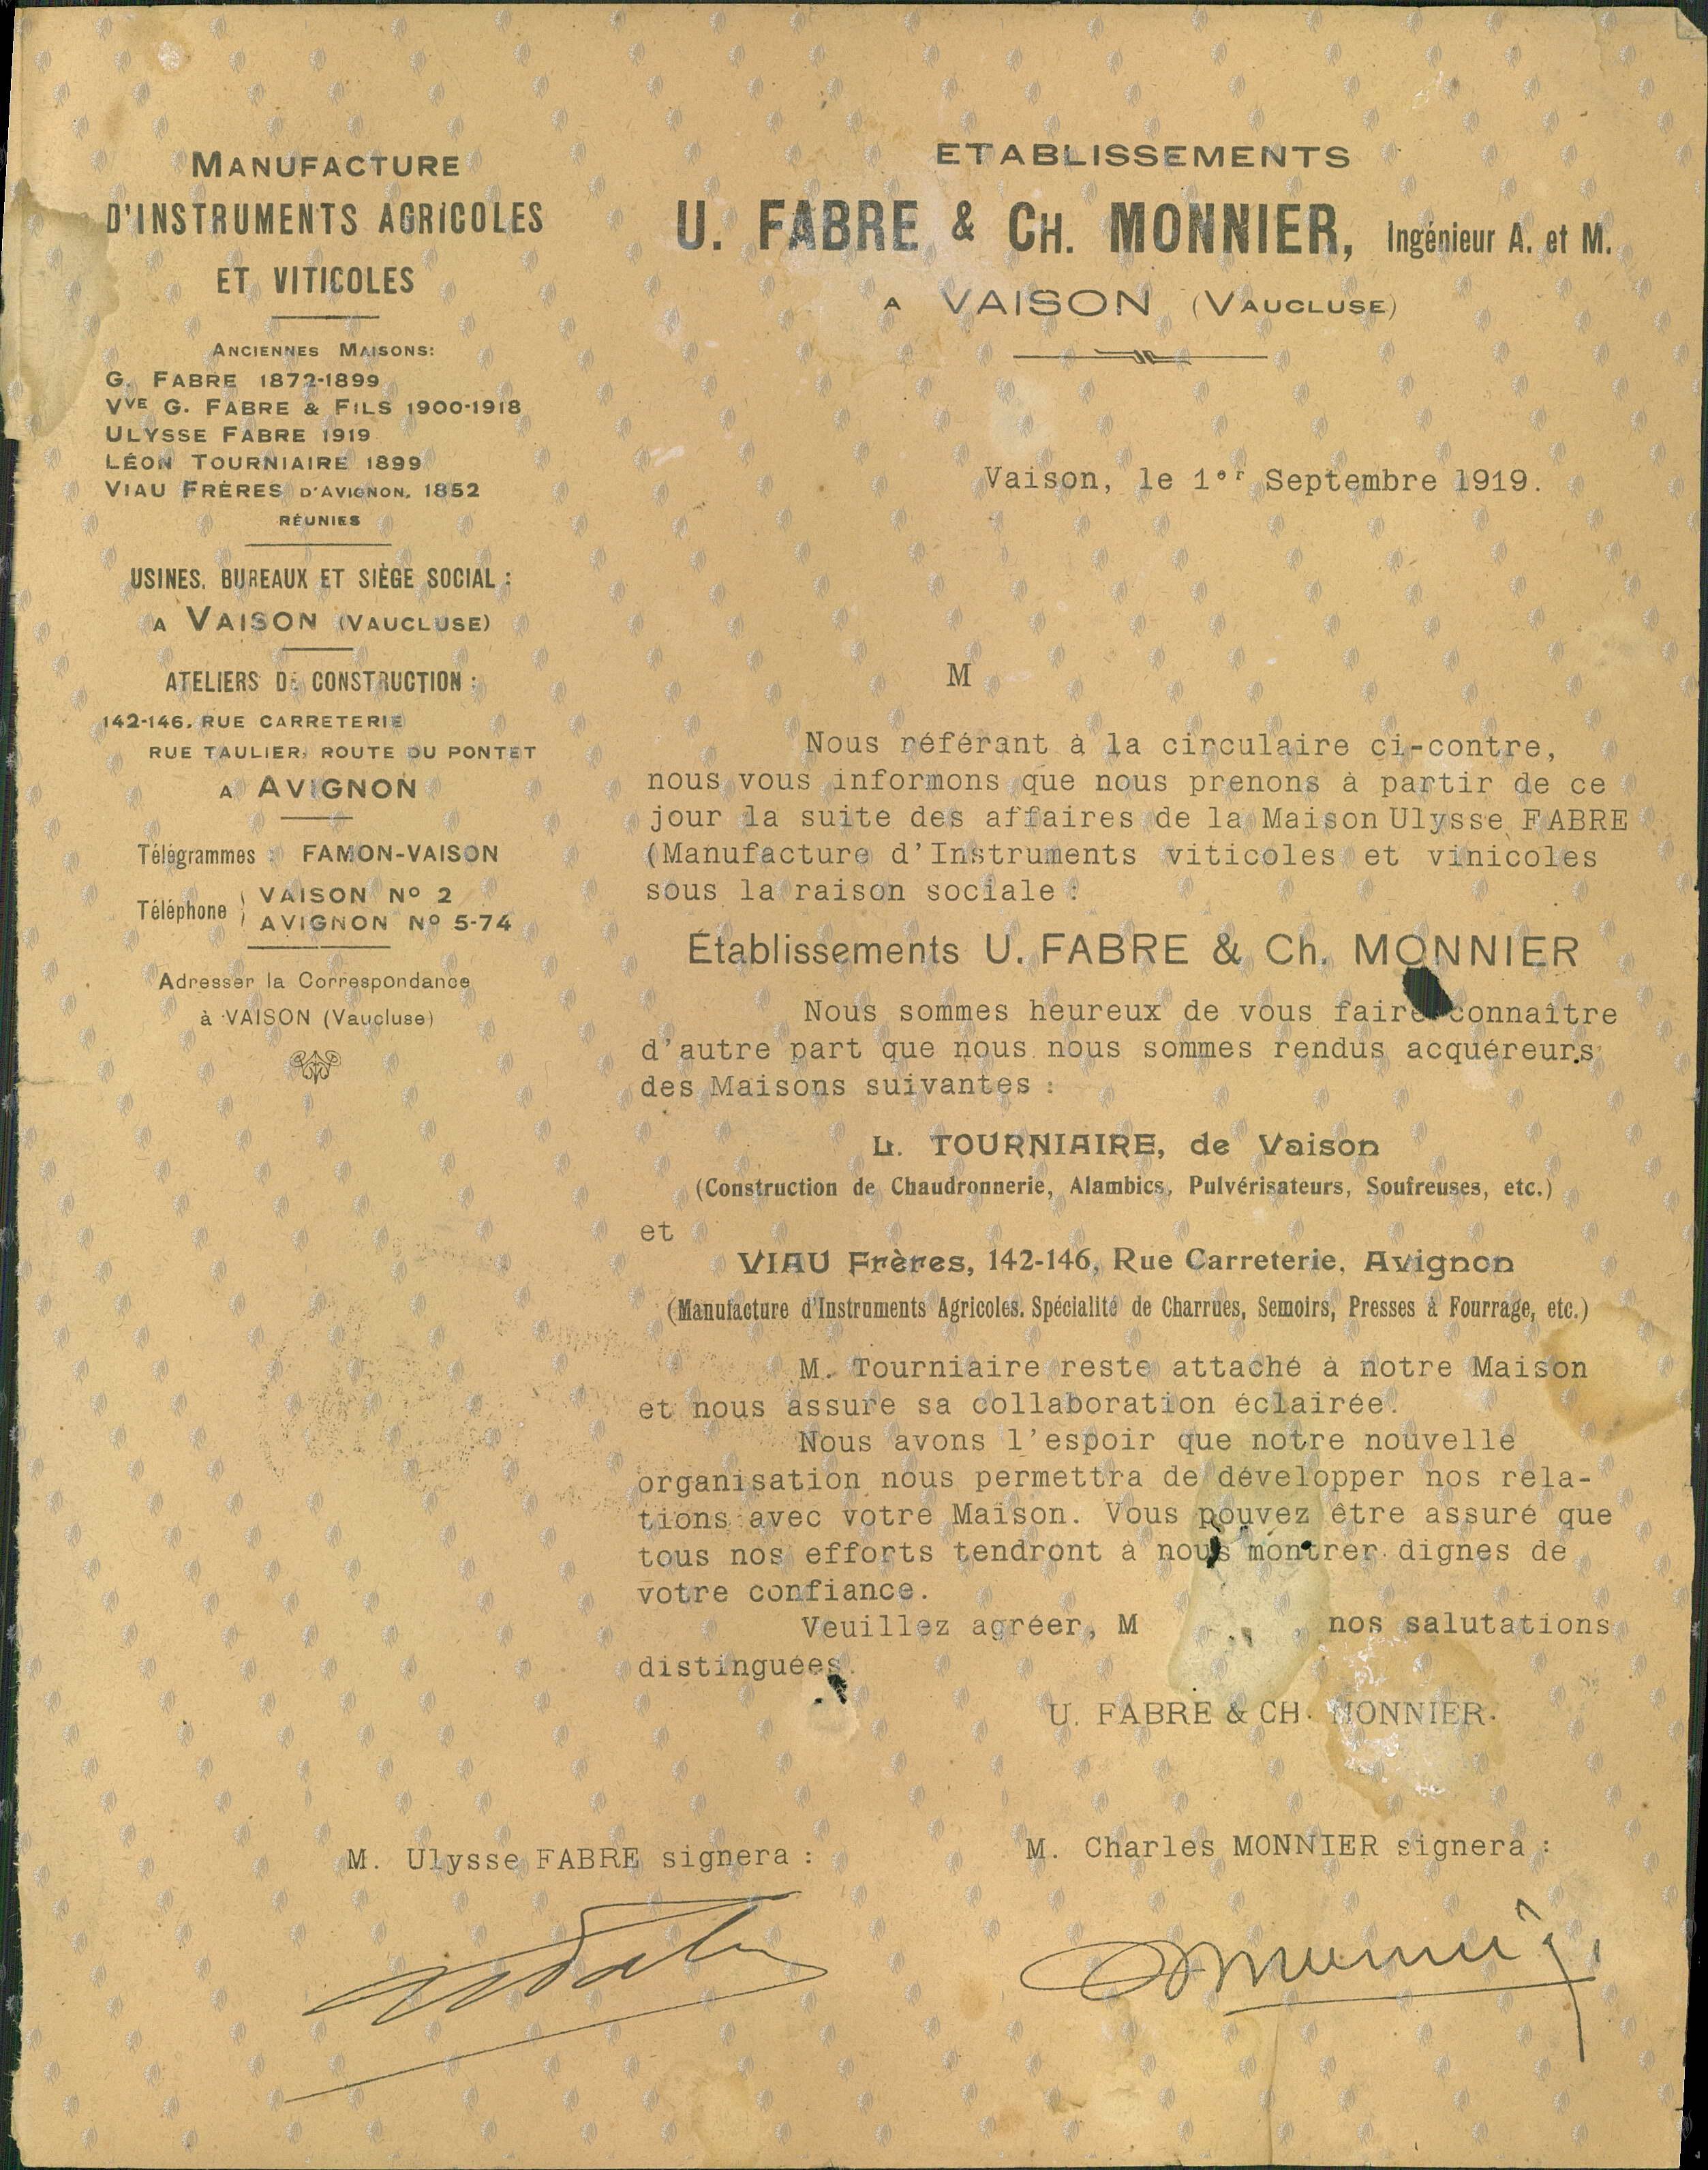 MANUFACTURE
D'INSTRUMENTS AGRICOLES
ET VITICOLES
ANCIENNES MAISONS:
G. FABRE 1872-1899
VVE G. FABRE & FILS 1900-1918
ULYSSE FABRE 1919
LÉON TOURNIAIRE 1899
VIAU FRÈRES D'AVIGNON, 1852
RÉUNIES
USINES, BUREAUX ET SIÈGE SOCIAL :
A VAISON (VAUCLUSE)
ATELIERS DE CONSTRUCTION :
142-146, RUE CARRETERIE
RUE TAULIER, ROUTE DU PONTET
A AVIGNON
Télégrammes : FAMON-VAISON
Téléphone VAISON Nº 2
AVIGNON Nº 5-74
Adresser la Correspondance
à VAISON (Vaucluse)
ETABLISSEMENTS
U. FABRE & CH. MONNIER, Ingénieur A. et M.
A VAISON (VAUCLUSE)
Vaison, le 1er Septembre 1919.
M
Nous référant à la circulaire ci-contre,
nous vous informons que nous prenons à partir de ce
jour la suite des affaires de la Maison Ulysse FABRE
(Manufacture d'Instruments viticoles et vinicoles
sous la raison sociale :
Établissements U. FABRE & Ch. MONNIER
Nous sommes heureux de vous faire connaître
d'autre part que nous nous sommes rendus acquéreurs
des Maisons suivantes :
L. TOURNIAIRE, de Vaison
(Construction de Chaudronnerie, Alambics, Pulvérisateurs, Soufreuses, etc.)
et
VIAU Frères, 142-146, Rue Carreterie, Avignon
(Manufacture d'Instruments Agricoles. Spécialité de Charrues, Semoirs, Presses à Fourrage, etc.)
M. Tourniaire reste attaché à notre Maison
et nous assure sa collaboration éclairée.
Nous avons l'espoir que notre nouvelle
organisation nous permettra de développer nos rela-
tions avec votre Maison. Vous pouvez être assuré que
tous nos efforts tendront à nous montrer dignes de
votre confiance.
Veuillez agréer, M , nos salutations
distinguées.
U. FABRE & CH. MONNIER.
M. Ulysse FABRE signera :
M. Charles MONNIER signera :